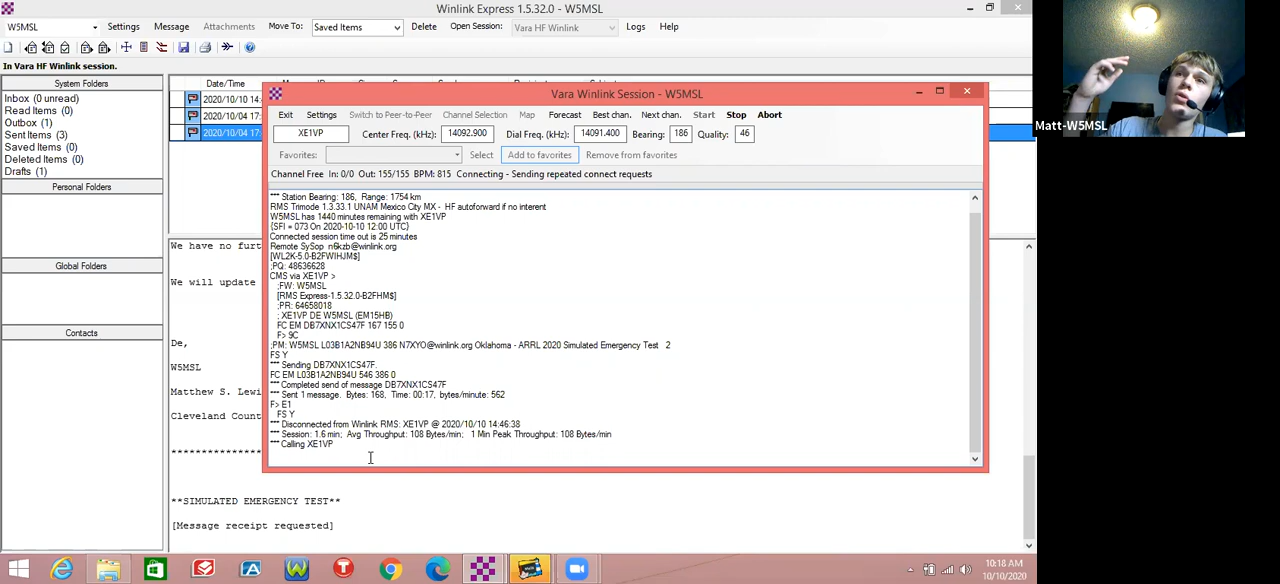 Winlink Express 1.5.32.0 - W5MSL
W5MSL Settings Message Attachments Move To: Saved Items Delete Open Session: Vara HF Winlink Logs Help
In Vara HF Winlink session.
System Folders
Inbox (0 unread)
Read Items (0)
Outbox (1)
Sent Items (3)
Saved Items (0)
Deleted Items (0)
Drafts (1)
Personal Folders
Global Folders
Contacts
Date/Time
2020/10/10 14:
2020/10/04 17:
2020/10/04 17:
We have no furt
We will update
De,
W5MSL
Matthew S. Lewi
Cleveland Count
**SIMULATED EMERGENCY TEST**
[Message receipt requested]
Vara Winlink Session - W5MSL
Exit Settings Switch to Peer-to-Peer Channel Selection Map Forecast Best chan. Next chan. Start Stop Abort
XE1VP Center Freq. (kHz): 14092.900 Dial Freq. (kHz): 14091.400 Bearing: 186 Quality: 46
Favorites: Select Add to favorites Remove from favorites
Channel Free In: 0/0 Out: 155/155 BPM: 815 Connecting - Sending repeated connect requests
*** Station Bearing: 186, Range: 1754 km
RMS Trimode 1.3.33.1 UNAM Mexico City MX - HF autoforward if no interent
W5MSL has 1440 minutes remaining with XE1VP
{SFI = 073 On 2020-10-10 12:00 UTC}
Connected session time out is 25 minutes
Remote SySop n6kzb@winlink.org
[WL2K-5.0-B2FWIHJM$]
;PQ: 48636628
CMS via XE1VP >
;FW: W5MSL
[RMS Express-1.5.32.0-B2FHM$]
;PR: 64658018
; XE1VP DE W5MSL (EM15HB)
FC EM DB7XNX1CS47F 167 155 0
F> 9C
;PM: W5MSL L03B1A2NB94U 386 N7XYO@winlink.org Oklahoma - ARRL 2020 Simulated Emergency Test 2
FS Y
*** Sending DB7XNX1CS47F.
FC EM L03B1A2NB94U 546 386 0
*** Completed send of message DB7XNX1CS47F
*** Sent 1 message. Bytes: 168, Time: 00:17, bytes/minute: 562
F> E1
FS Y
*** Disconnected from Winlink RMS: XE1VP @ 2020/10/10 14:46:38
*** Session: 1.6 min; Avg Throughput: 108 Bytes/min; 1 Min Peak Throughput: 108 Bytes/min
*** Calling XE1VP
Matt-W5MSL
10:18 AM
10/10/2020